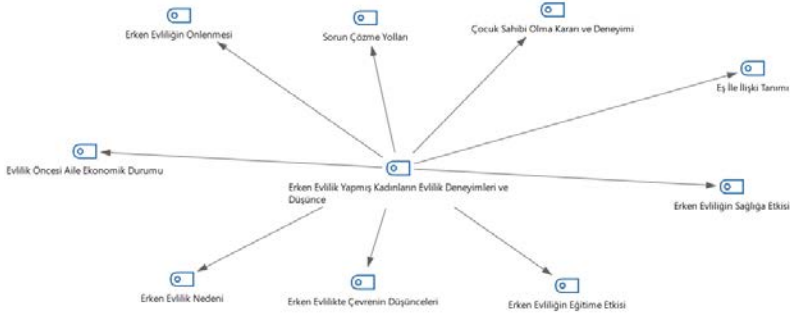 Erken Evliliğin Önlenmesi
Sorun Çözme Yolları
Çocuk Sahibi Olma Kararı ve Deneyimi
Eş İle İlişki Tanımı
Evlilik Öncesi Aile Ekonomik Durumu
Erken Evlilik Yapmış Kadınların Evlilik Deneyimleri ve
Düşünce
Erken Evliliğin Sağlığa Etkisi
Erken Evlilik Nedeni
Erken Evlilikte Çevrenin Düşünceleri
Erken Evliliğin Eğitime Etkisi